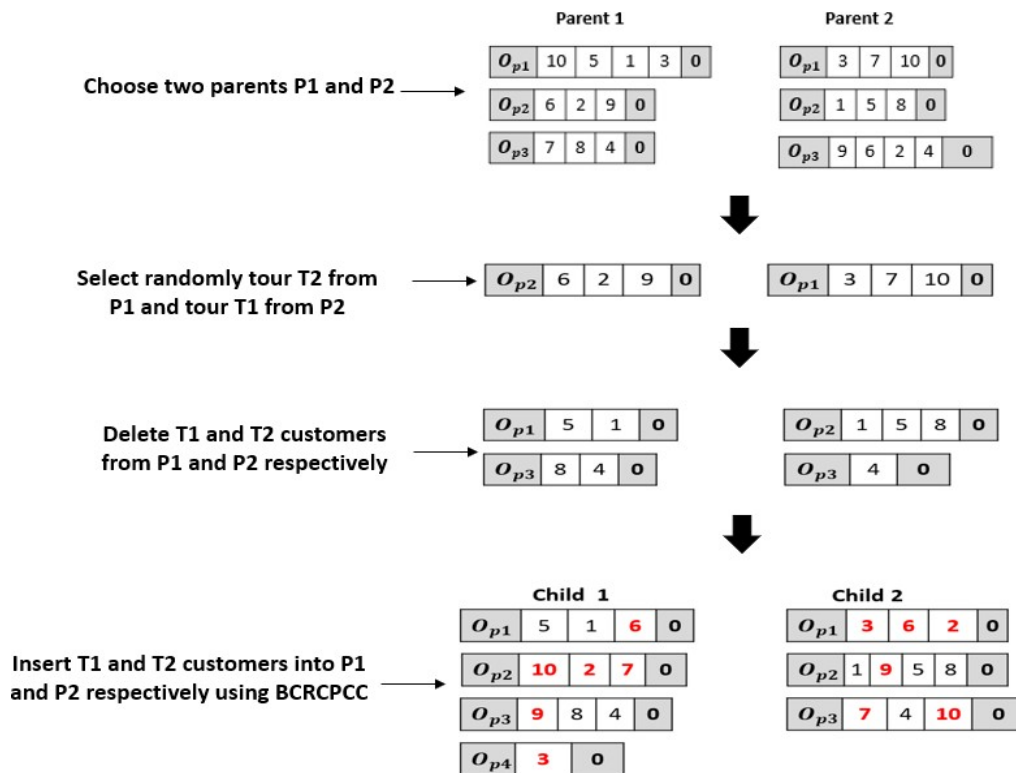 Parent 1 Parent 2
Choose two parents P1 and P2
Op1 10 5 1 3 0
Op1 3 7 10 0
Op2 6 2 9 0
Op2 1 5 8 0
Op3 7 8 4 0
Op3 9 6 2 4 0
Select randomly tour T2 from
P1 and tour T1 from P2
Op2 6 2 9 0
Op1 3 7 10 0
Delete T1 and T2 customers
from P1 and P2 respectively
Op1 5 1 0
Op2 1 5 8 0
Op3 8 4 0
Op3 4 0
Child 1 Child 2
Insert T1 and T2 customers into P1
and P2 respectively using BCRCPCC
Op1 5 1 6 0
Op1 3 6 2 0
Op2 10 2 7 0
Op2 1 9 5 8 0
Op3 9 8 4 0
Op3 7 4 10 0
Op4 3 0